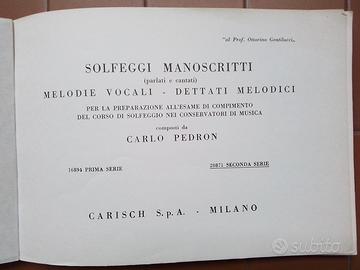 "al Prof. Ottorino Gentilucci„
SOLFEGGI MANOSCRITTI
(parlati e cantati)
MELODIE VOCALI - DETTATI MELODICI
PER LA PREPARAZIONE ALL'ESAME DI COMPIMENTO
DEL CORSO DI SOLFEGGIO NEI CONSERVATORI DI MUSICA
composti da
CARLO PEDRON
16894 PRIMA SERIE
20871 SECONDA SERIE
CARISCH S.p.A. - MILANO
subito